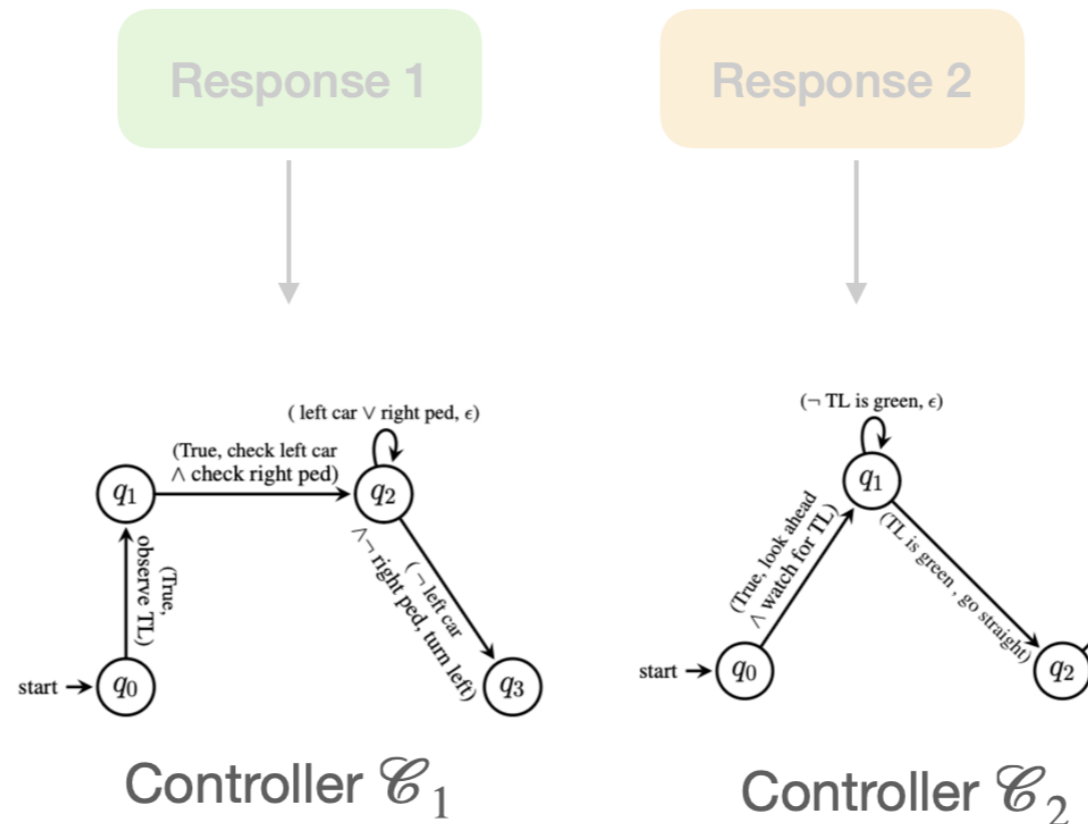 Response 1
Response 2
( left car ∨ right ped, ϵ)
(True, check left car
∧ check right ped)
q1
q2
(True,
observe TL)
( ¬ left car
∧¬ right ped, turn left)
start
q0
q3
Controller 𝒞1
(¬ TL is green, ϵ)
q1
(True, look ahead
∧ watch for TL)
(TL is green , go straight)
start
q0
q2
Controller 𝒞2